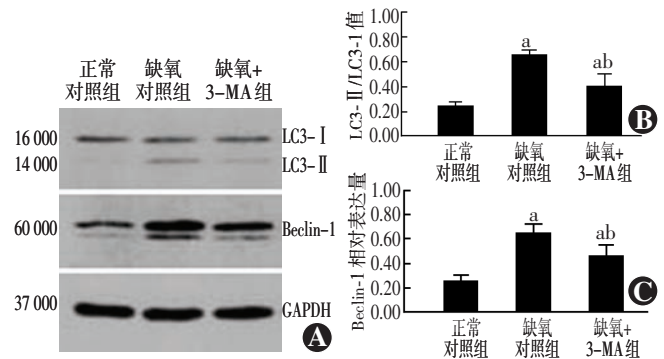 正常
对照组
缺氧
对照组
缺氧+
3-MA组
16 000
14 000
60 000
37 000
LC3-Ⅰ
LC3-Ⅱ
Beclin-1
GAPDH
A
LC3-Ⅱ/LC3-1值
1.00
0.80
0.60
0.40
0.20
0.00
a
ab
B
正常
对照组
缺氧
对照组
缺氧+
3-MA组
Beclin-1相对表达量
1.00
0.80
0.60
0.40
0.20
0.00
a
ab
C
正常
对照组
缺氧
对照组
缺氧+
3-MA组